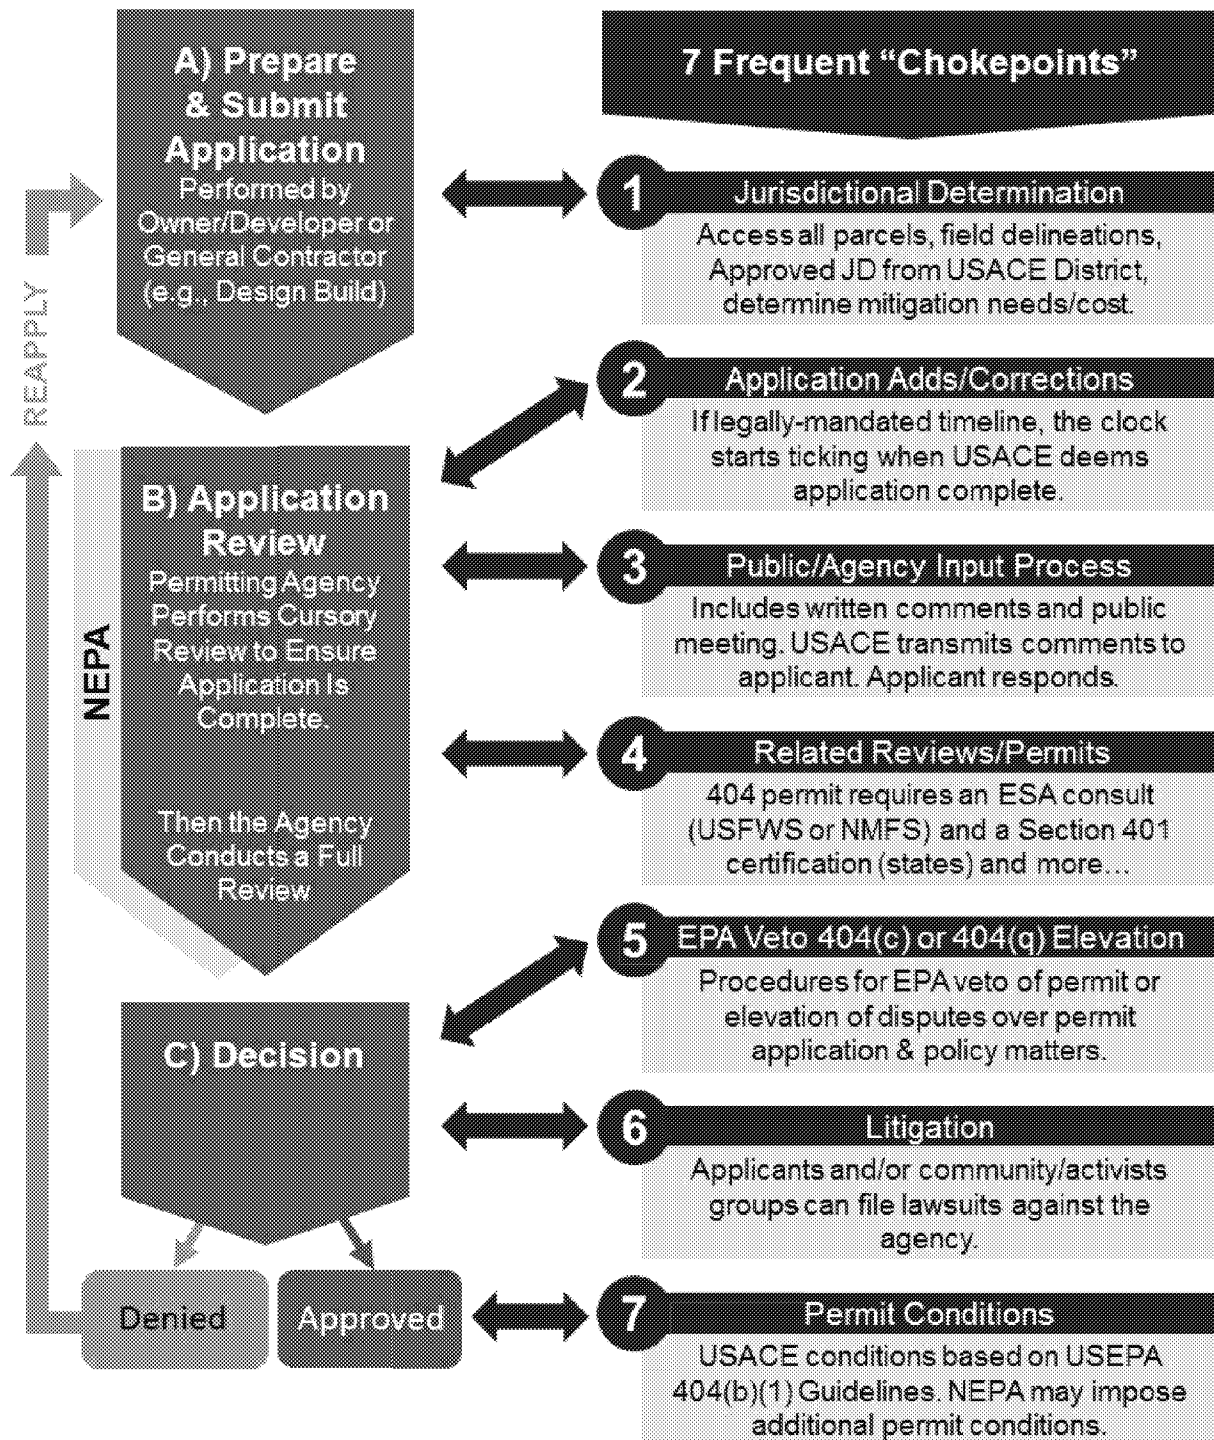 A) Prepare
& Submit
Application
Performed by
Owner/Developer or
General Contractor
(e.g., Design Build)
REAPPLY
B) Application
Review
Permitting Agency
Performs Cursory
Review to Ensure
Application Is
Complete.
Then the Agency
Conducts a Full
Review
NEPA
C) Decision
Denied
Approved
7 Frequent “Chokepoints”
1
Jurisdictional Determination
Access all parcels, field delineations,
Approved JD from USACE District,
determine mitigation needs/cost.
2
Application Adds/Corrections
If legally-mandated timeline, the clock
starts ticking when USACE deems
application complete.
3
Public/Agency Input Process
Includes written comments and public
meeting. USACE transmits comments to
applicant. Applicant responds.
4
Related Reviews/Permits
404 permit requires an ESA consult
(USFWS or NMFS) and a Section 401
certification (states) and more…
5
EPA Veto 404(c) or 404(q) Elevation
Procedures for EPA veto of permit or
elevation of disputes over permit
application & policy matters.
6
Litigation
Applicants and/or community/activists
groups can file lawsuits against the
agency.
7
Permit Conditions
USACE conditions based on USEPA
404(b)(1) Guidelines. NEPA may impose
additional permit conditions.